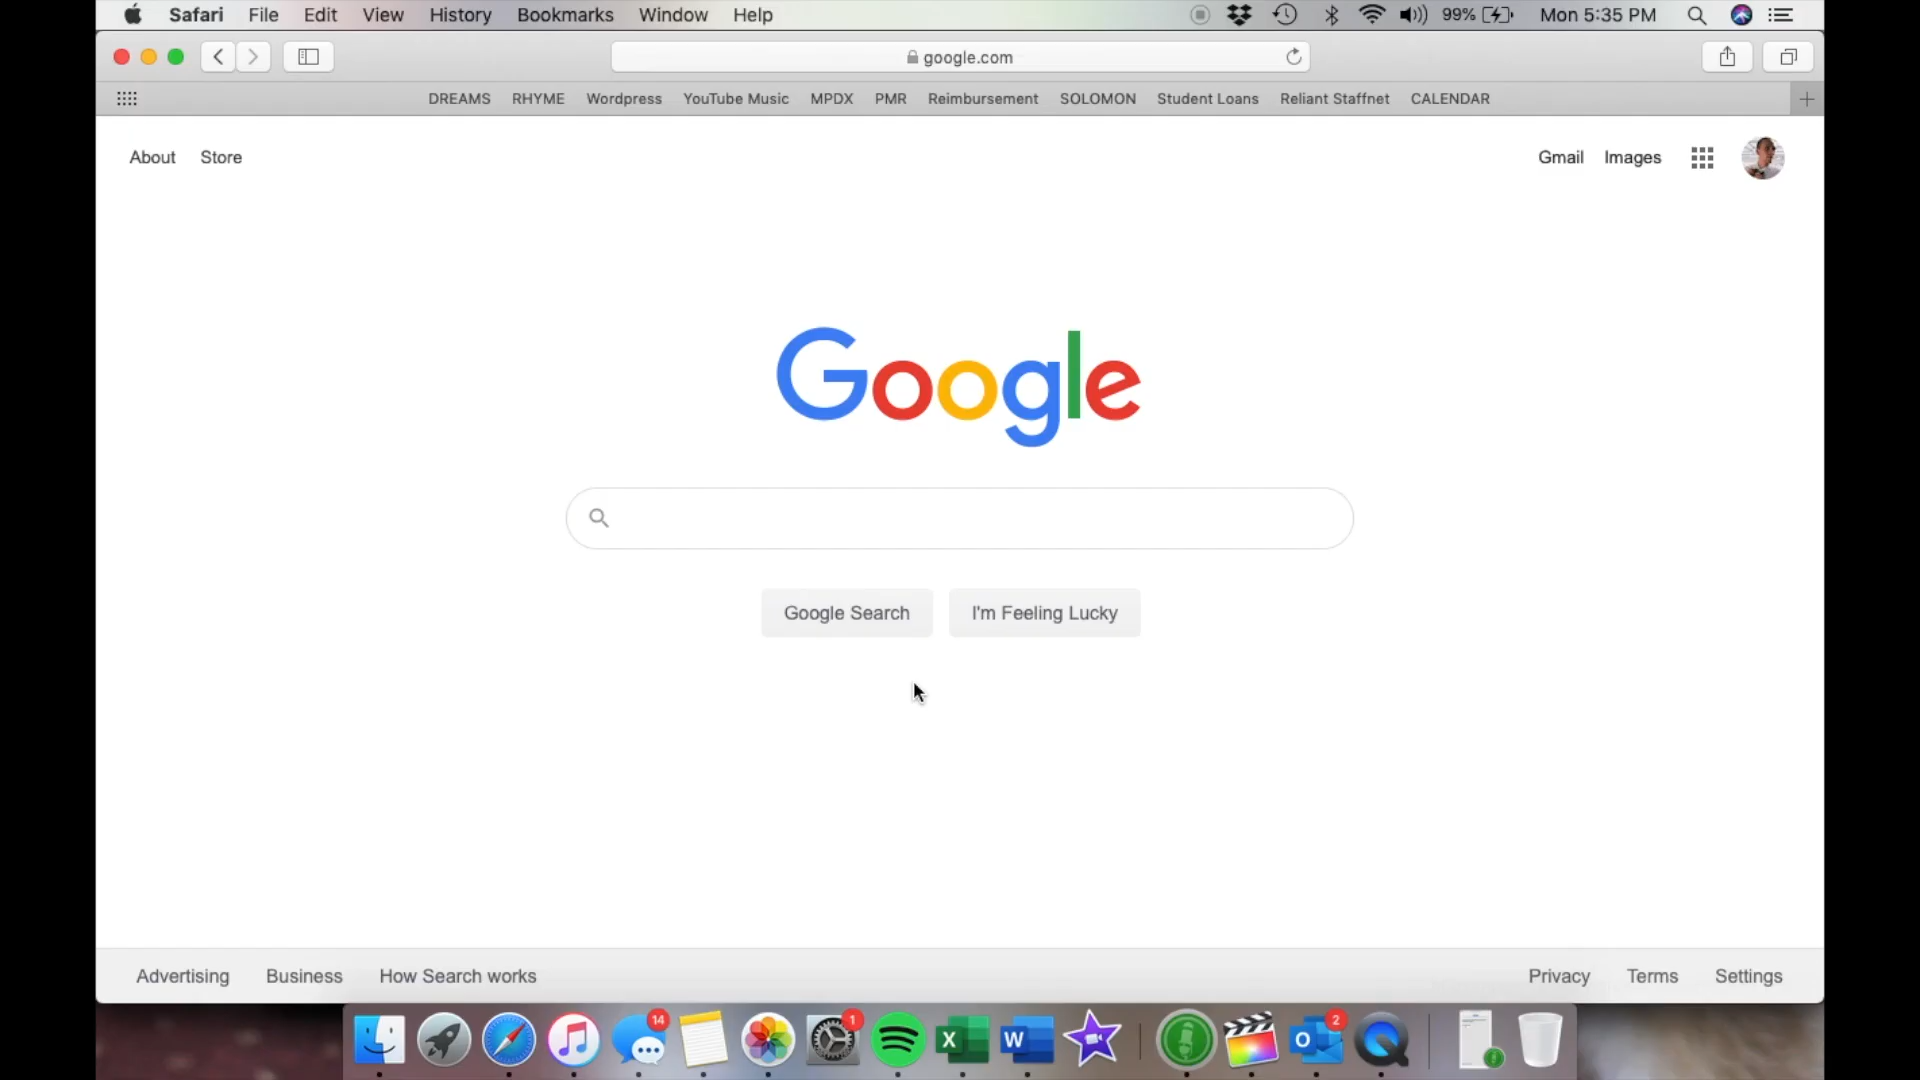 Safari File Edit View History Bookmarks Window Help 99% Mon 5:35 PM
google.com
DREAMS RHYME Wordpress YouTube Music MPDX PMR Reimbursement SOLOMON Student Loans Reliant Staffnet CALENDAR
About Store Gmail Images
Google
Google Search I'm Feeling Lucky
Advertising Business How Search works Privacy Terms Settings
14 1 X W O 2